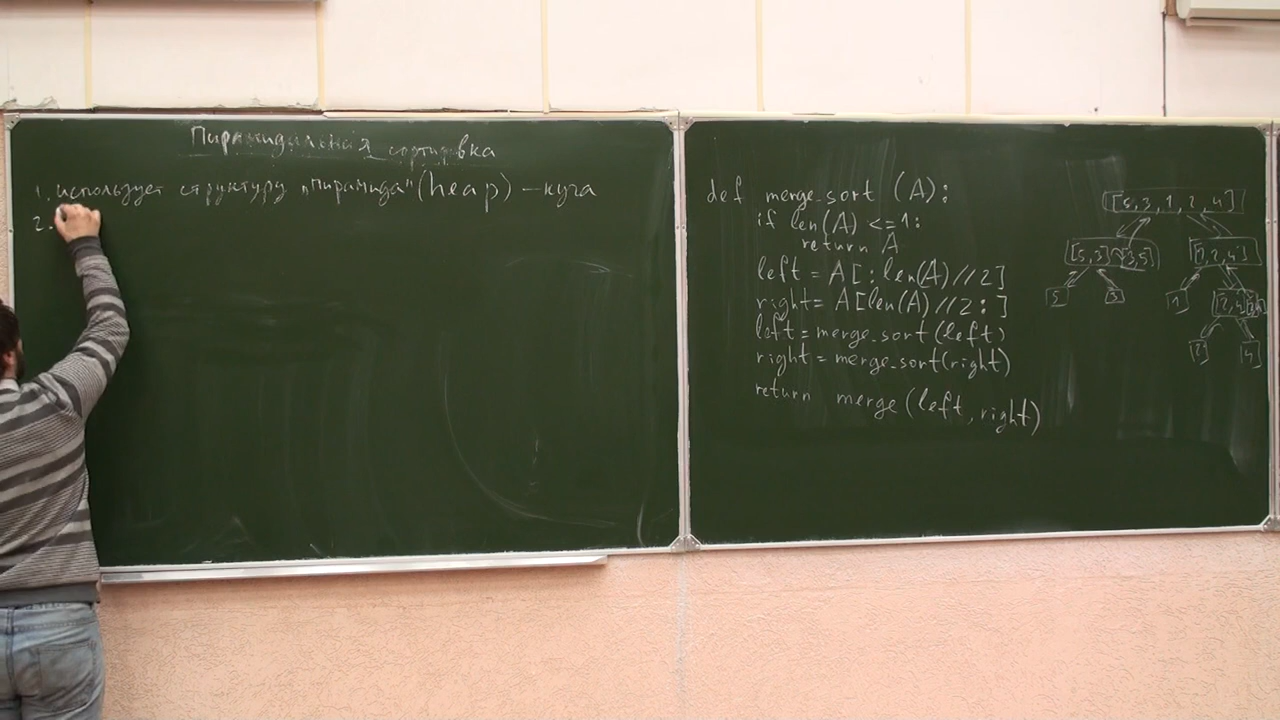 Пирамидальная сортировка
1. использует структуру „пирамида" (heap) – куча
2.
def merge_sort (A):
if len(A) <= 1:
return A
left = A[:len(A)//2]
right = A[len(A)//2:]
left = merge_sort(left)
right = merge_sort(right)
return merge(left, right)
[5,3,1,2,4]
[5,3] [3,5] [1,2,4]
5 3 1 [2,4]
[2] [4]